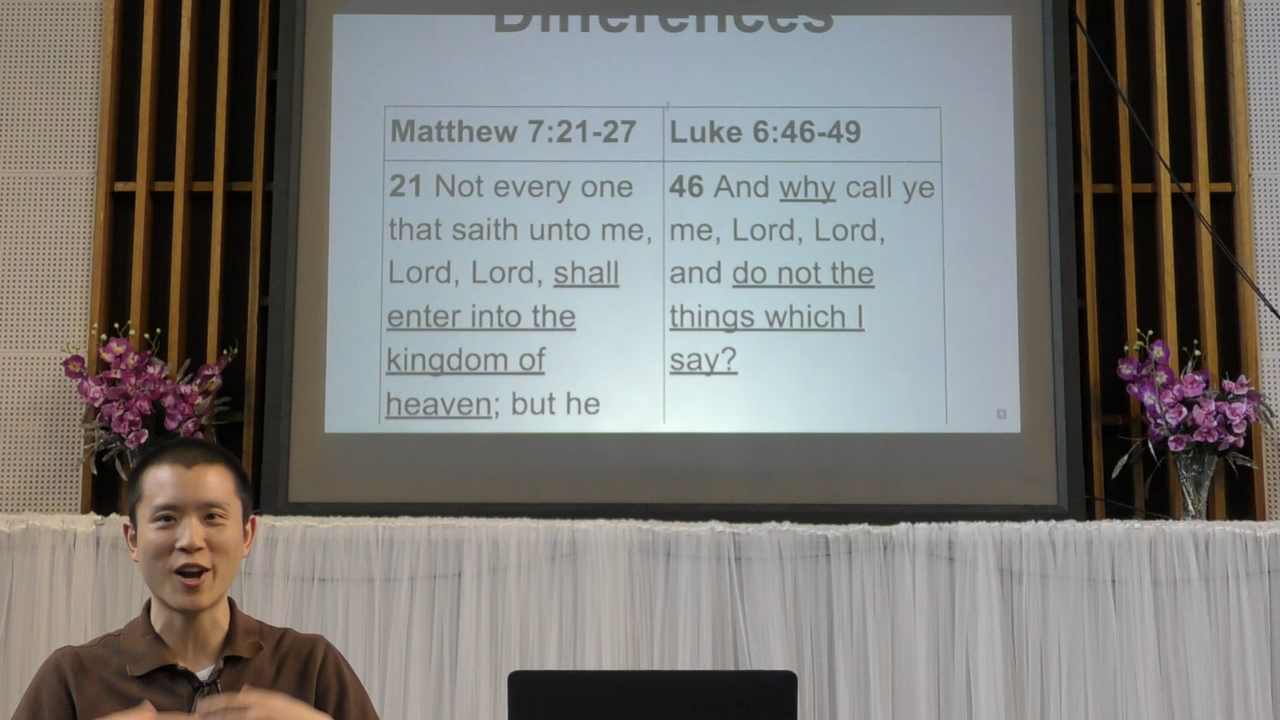 Differences
Matthew 7:21-27
Luke 6:46-49
21 Not every one
that saith unto me,
Lord, Lord, shall
enter into the
kingdom of
heaven; but he
46 And why call ye
me, Lord, Lord,
and do not the
things which I
say?